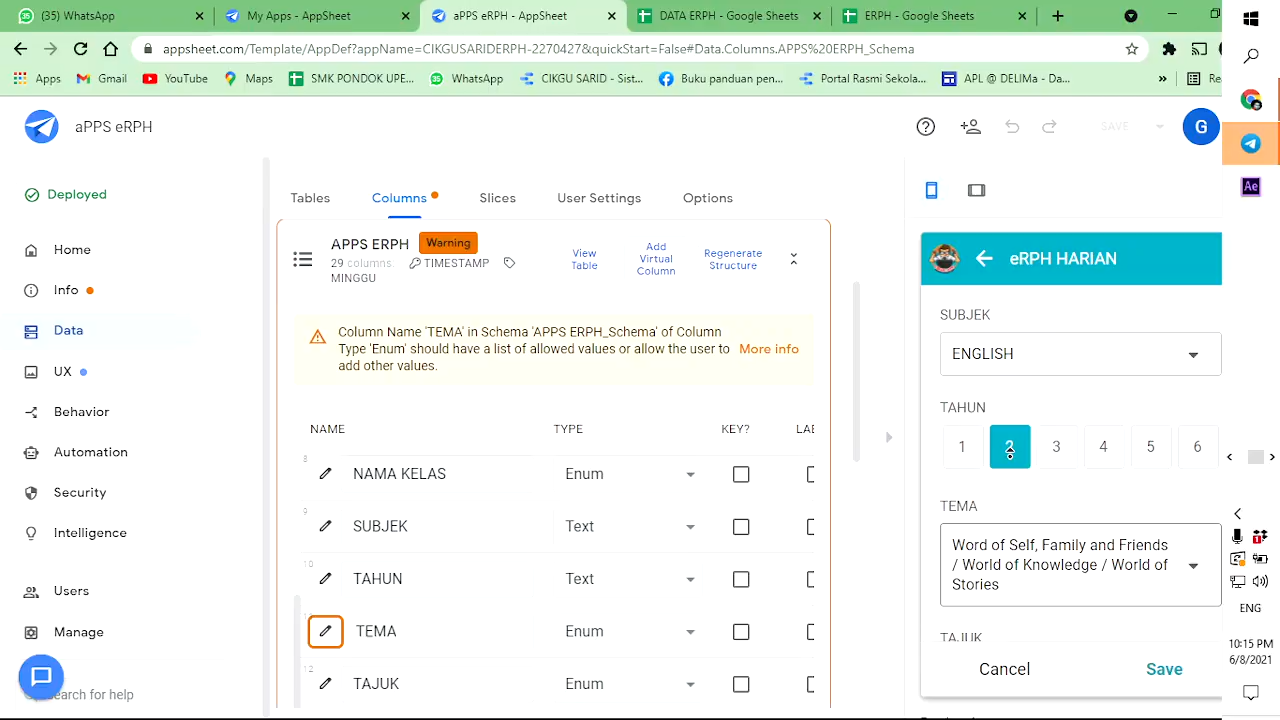 (35) WhatsApp
My Apps - AppSheet
aPPS eRPH - AppSheet
DATA ERPH - Google Sheets
ERPH - Google Sheets
appsheet.com/Template/AppDef?appName=CIKGUSARIDERPH-2270427&quickStart=False#Data.Columns.APPS%20ERPH_Schema
Apps
Gmail
YouTube
Maps
SMK PONDOK UPE...
WhatsApp
CIKGU SARID - Sist...
Buku panduan pen...
Portal Rasmi Sekola...
APL @ DELIMa - Da...
»
Re
aPPS eRPH
SAVE
G
Deployed
Home
Info
Data
UX
Behavior
Automation
Security
Intelligence
Users
Manage
Search for help
Tables
Columns
Slices
User Settings
Options
APPS ERPH
Warning
29 columns:
TIMESTAMP
MINGGU
View
Table
Add
Virtual
Column
Regenerate
Structure
Column Name 'TEMA' in Schema 'APPS ERPH_Schema' of Column
Type 'Enum' should have a list of allowed values or allow the user to
add other values.
More info
NAME
TYPE
KEY?
LAB
8
NAMA KELAS
Enum
9
SUBJEK
Text
10
TAHUN
Text
TEMA
Enum
12
TAJUK
Enum
eRPH HARIAN
SUBJEK
ENGLISH
TAHUN
1
2
3
4
5
6
TEMA
Word of Self, Family and Friends
/ World of Knowledge / World of
Stories
TAJUK
Cancel
Save
Ae
ENG
10:15 PM
6/8/2021